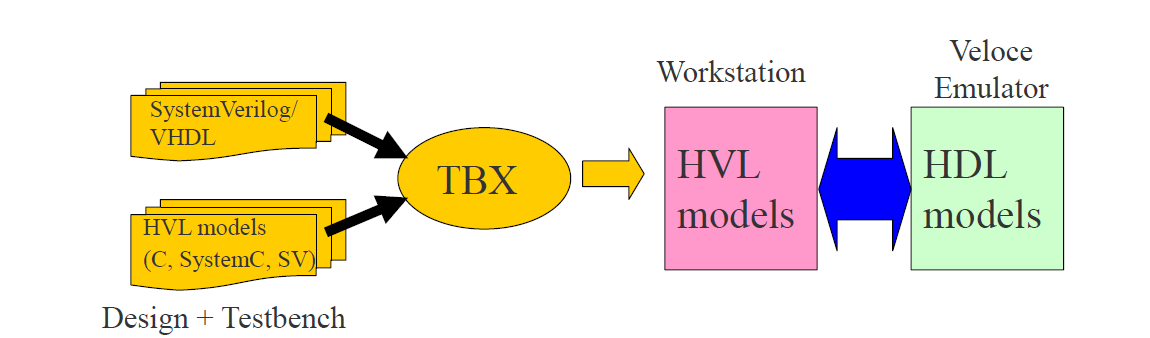 SystemVerilog/
VHDL
HVL models
(C, SystemC, SV)
Design + Testbench
TBX
Workstation
HVL
models
Veloce
Emulator
HDL
models